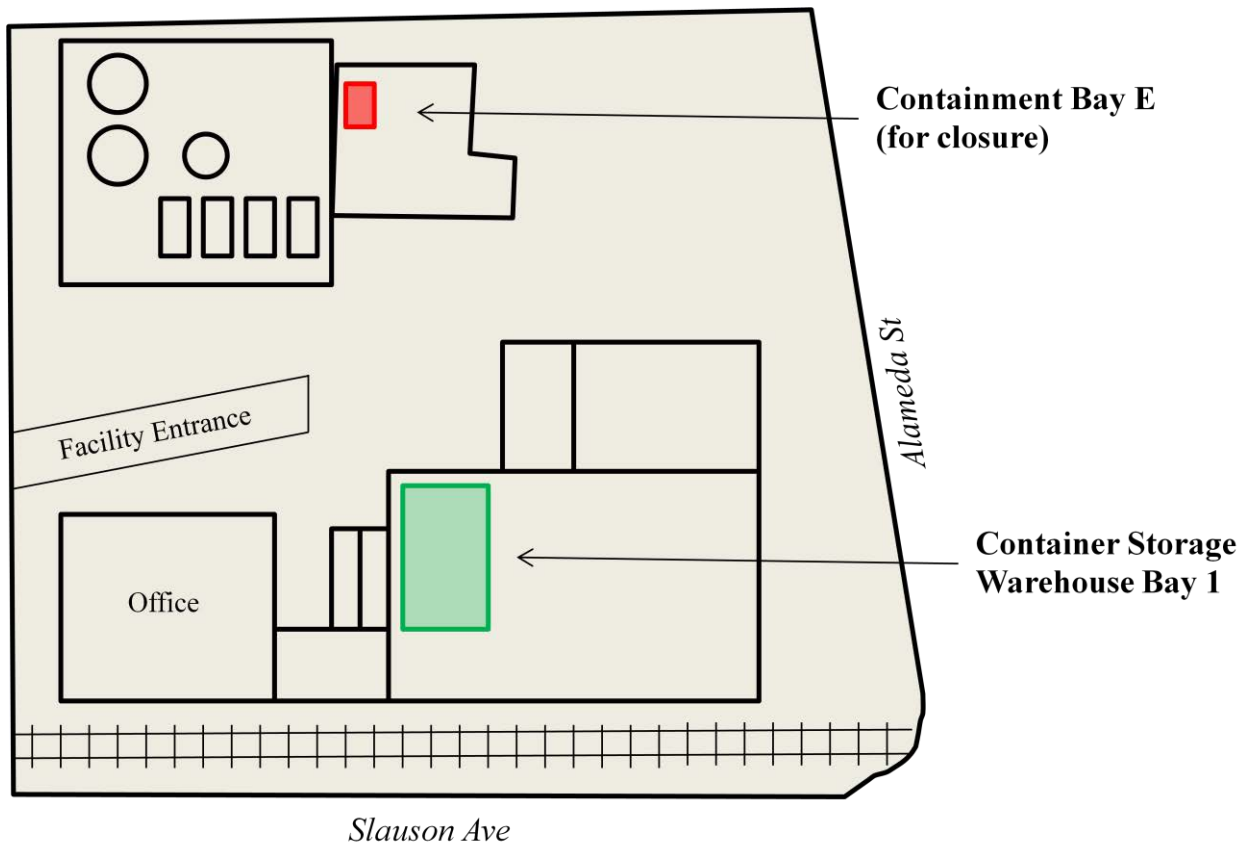 Containment Bay E
(for closure)
Alameda St
Facility Entrance
Container Storage
Warehouse Bay 1
Office
Slauson Ave